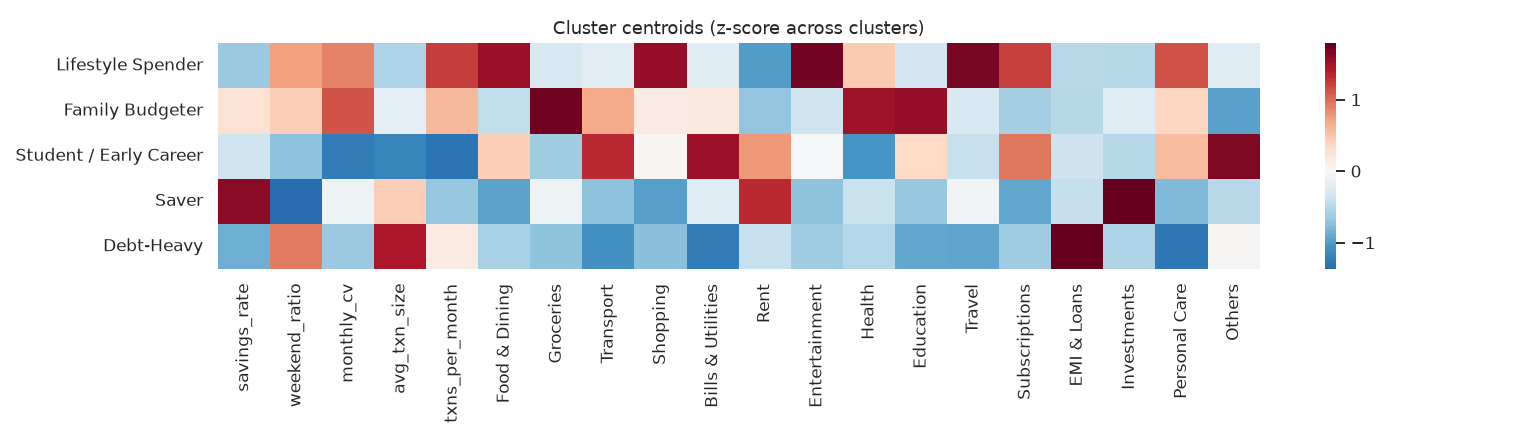 Cluster centroids (z-score across clusters)
Lifestyle Spender
Family Budgeter
Student / Early Career
Saver
Debt-Heavy
1
0
−1
savings_rate
weekend_ratio
monthly_cv
avg_txn_size
txns_per_month
Food & Dining
Groceries
Transport
Shopping
Bills & Utilities
Rent
Entertainment
Health
Education
Travel
Subscriptions
EMI & Loans
Investments
Personal Care
Others